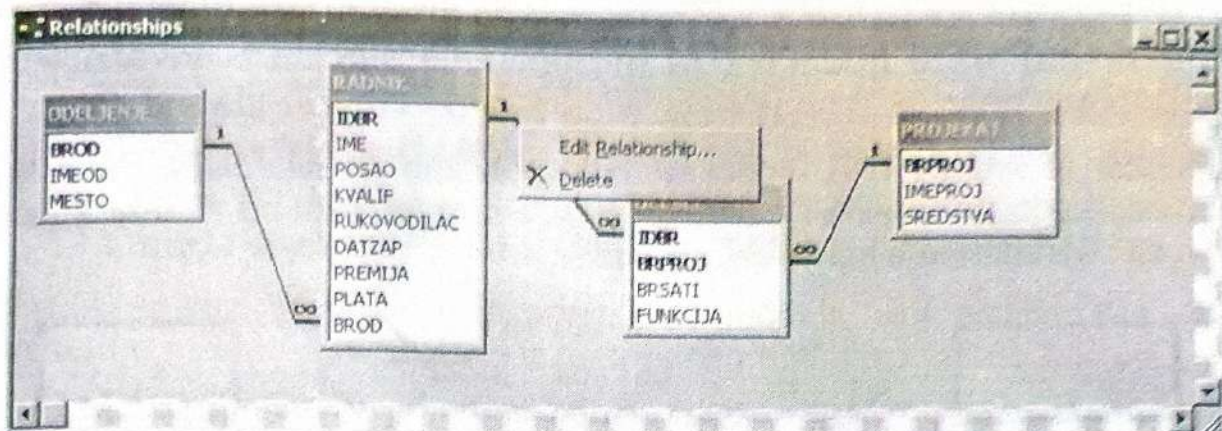 Relationships
ODELJENJE
BROD
IMEOD
MESTO
1
∞
RADNIK
IDBR
IME
POSAO
KVALIF
RUKOVODILAC
DATZAP
PREMIJA
PLATA
BROD
1
Edit Relationship...
Delete
∞
IDBR
BRPROJ
BRSATI
FUNKCIJA
∞
1
PROJEKAT
BRPROJ
IMEPROJ
SREDSTVA